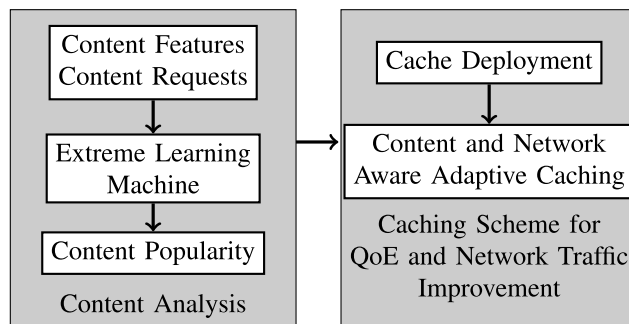 Content Features
Content Requests
Extreme Learning
Machine
Content Popularity
Content Analysis
Cache Deployment
Content and Network
Aware Adaptive Caching
Caching Scheme for
QoE and Network Traffic
Improvement